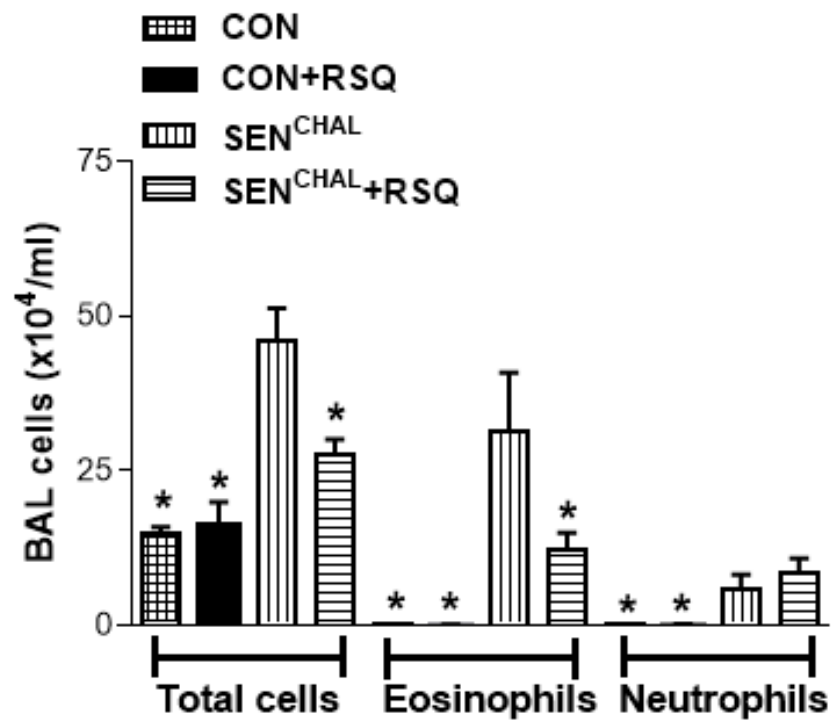 CON
CON+RSQ
SEN^CHAL
SEN^CHAL+RSQ
BAL cells (x10^4/ml)
75
50
25
0
* * * * * * * *
Total cells Eosinophils Neutrophils